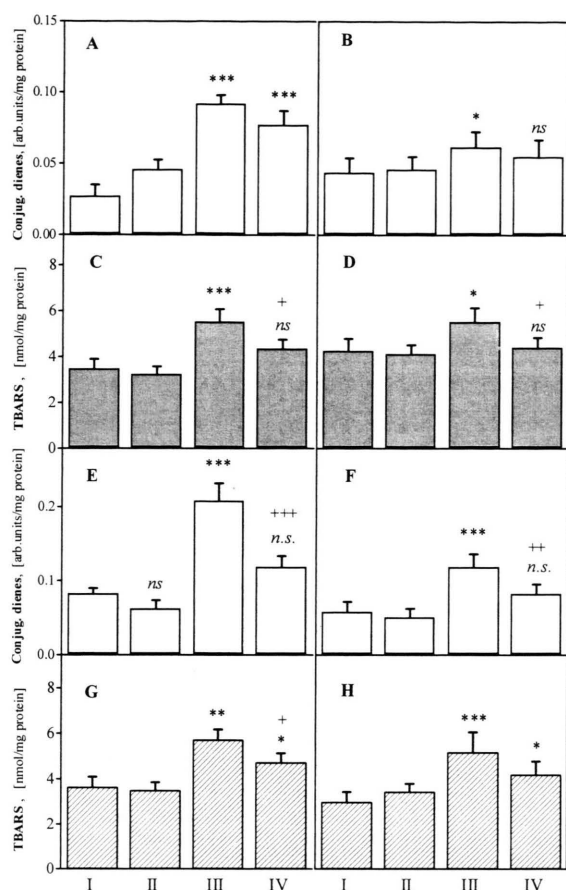 0.15
A
B
***
***
*
ns
0.10
0.05
0.00
Conjug. dienes, [arb.units/mg protein]
8
C
D
***
+
ns
*
+
ns
6
4
2
0
TBARS , [nmol/mg protein]
E
F
***
+++
n.s.
ns
***
++
n.s.
0.2
0.1
0.0
Conjug. dienes, [arb.units/mg protein]
8
G
H
**
+
*
***
*
6
4
2
0
TBARS , [nmol/mg protein]
I II III IV I II III IV